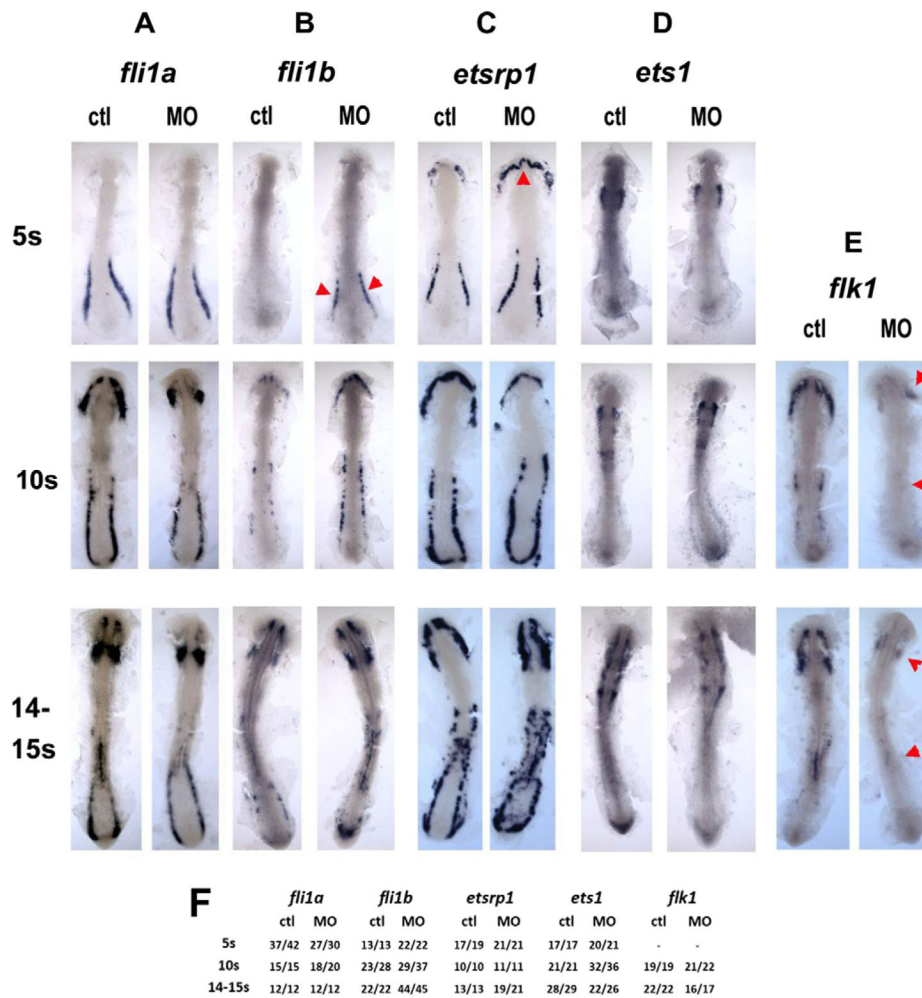 A B C D
fli1a fli1b etsrp1 ets1
ctl MO ctl MO ctl MO ctl MO
5s
E
flk1
ctl MO
10s
14-
15s
F
fli1a fli1b etsrp1 ets1 flk1
ctl MO ctl MO ctl MO ctl MO ctl MO
5s 37/42 27/30 13/13 22/22 17/19 21/21 17/17 20/21 - -
10s 15/15 18/20 23/28 29/37 10/10 11/11 21/21 32/36 19/19 21/22
14-15s 12/12 12/12 22/22 44/45 13/13 19/21 28/29 22/26 22/22 16/17